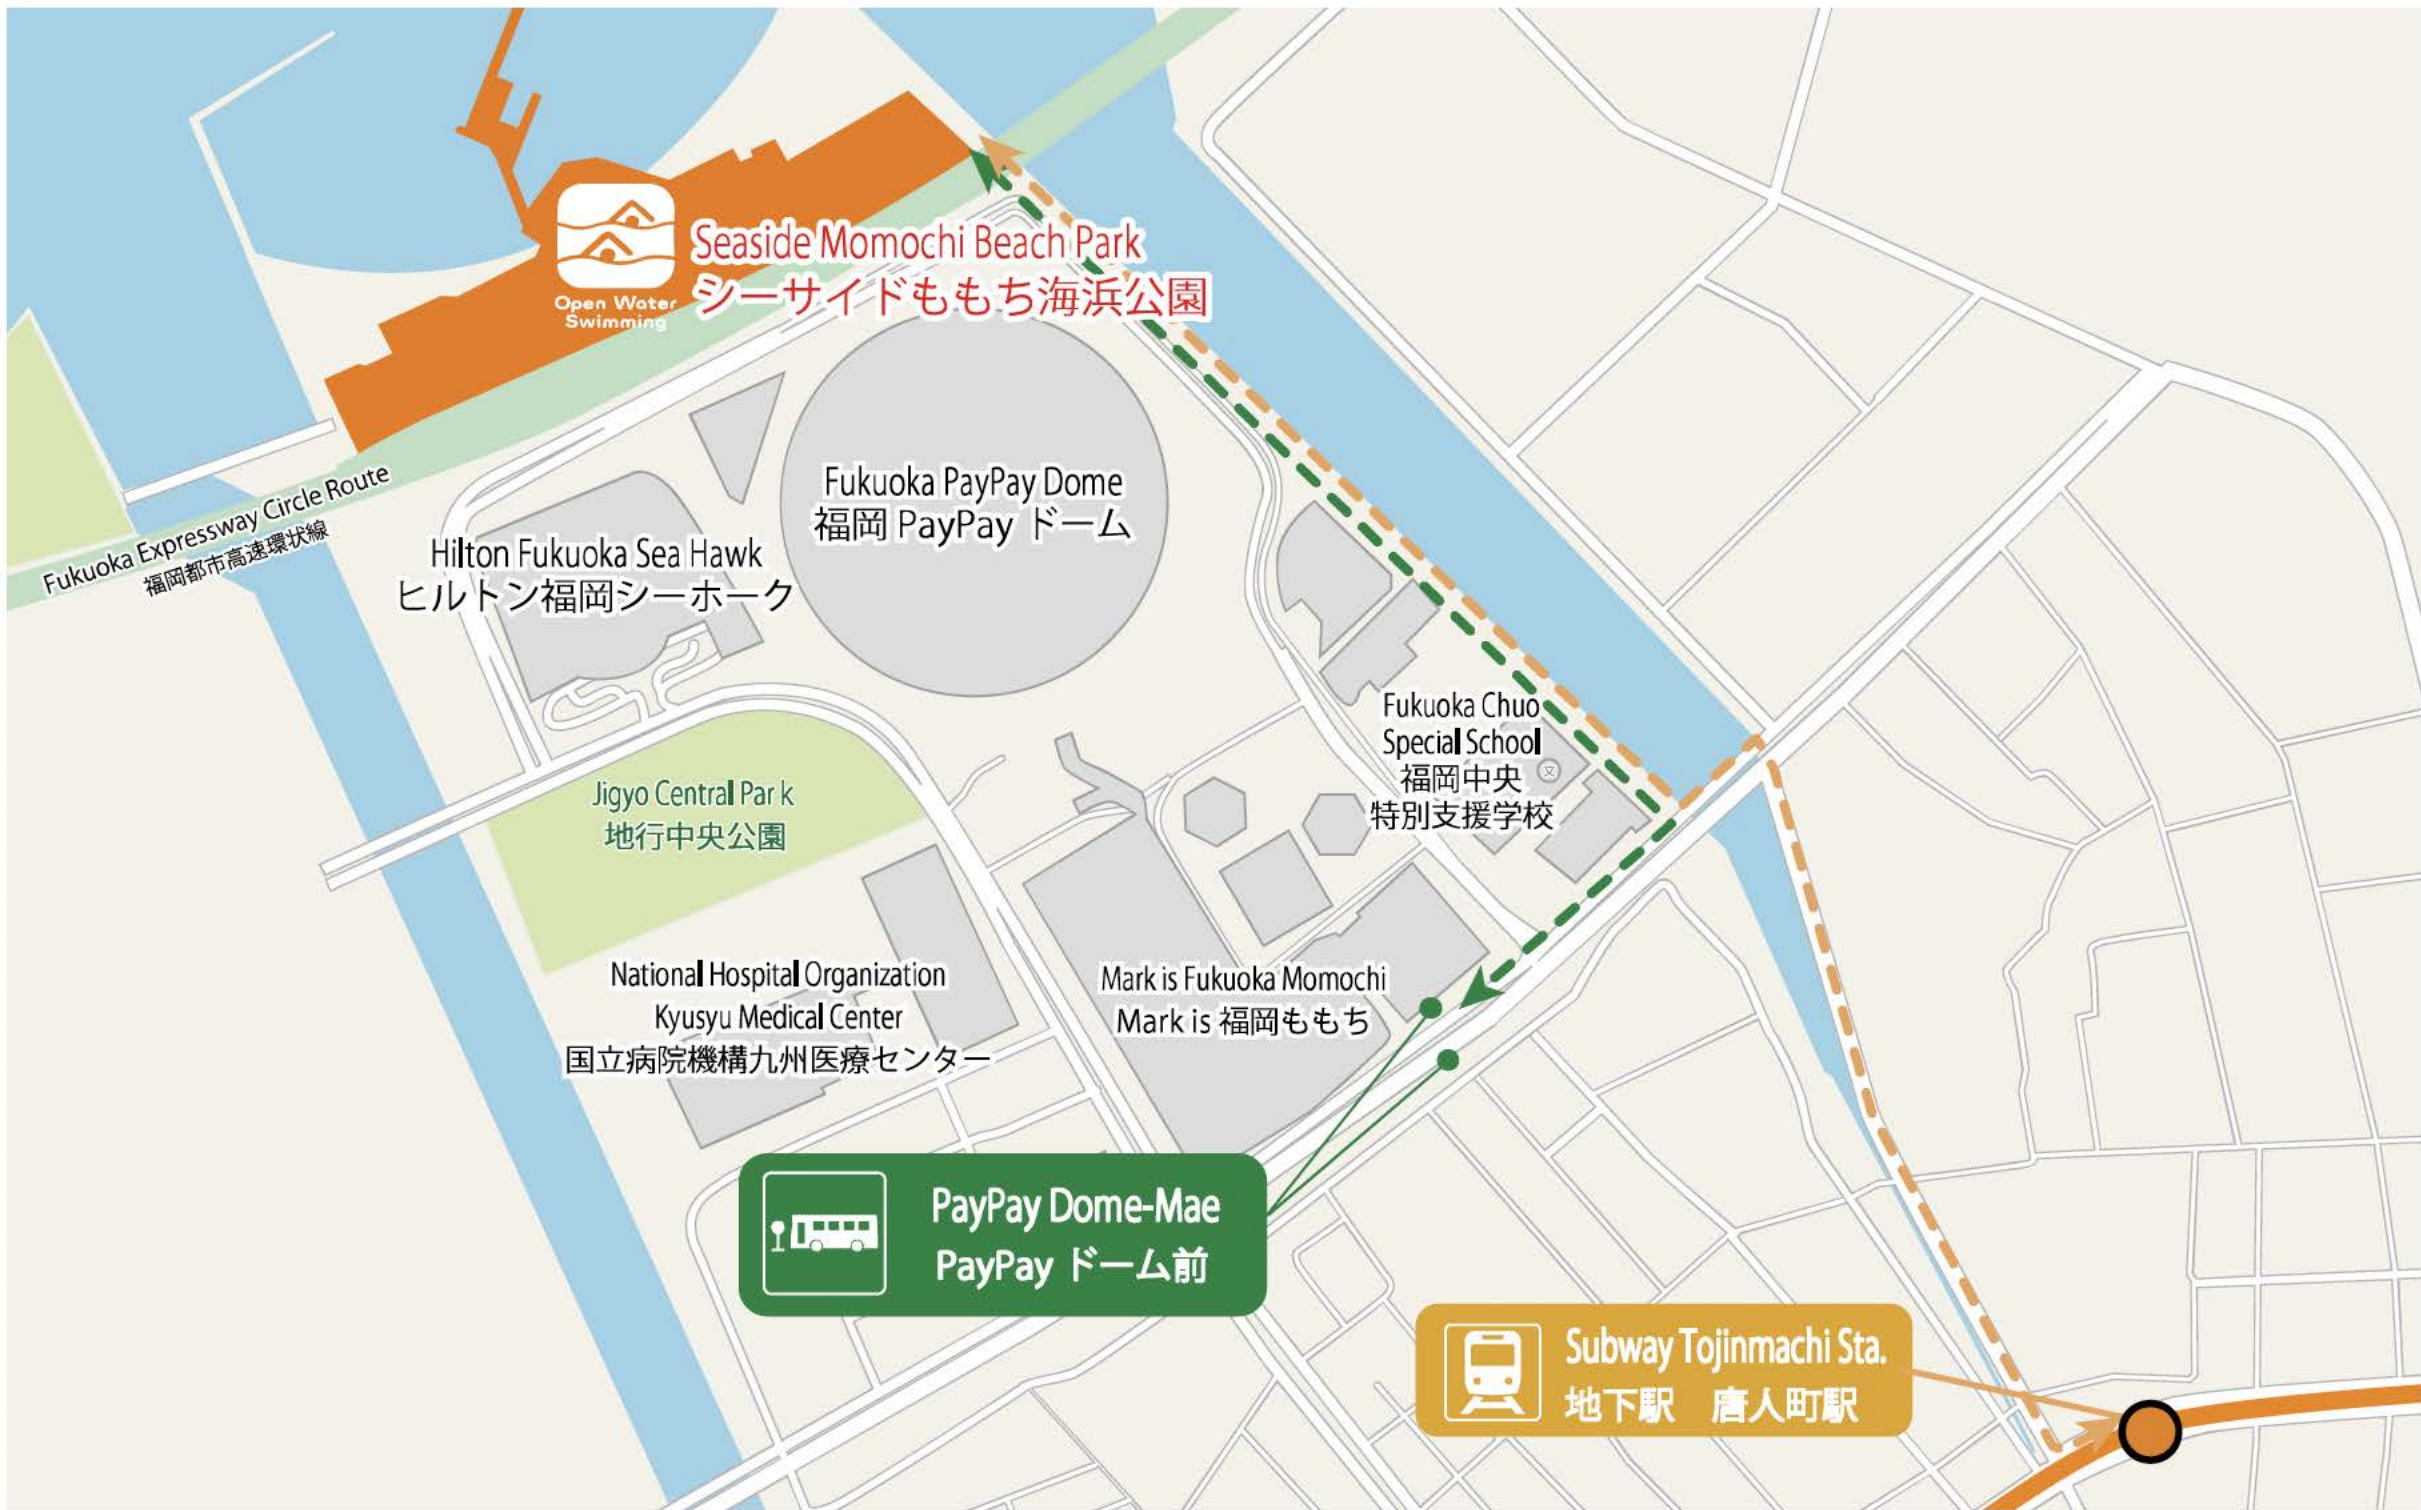 Seaside Momochi Beach Park
シーサイドももち海浜公園
Open Water
Swimming
Fukuoka Expressway Circle Route
福岡都市高速環状線
Hilton Fukuoka Sea Hawk
ヒルトン福岡シーホーク
Fukuoka PayPay Dome
福岡 PayPay ドーム
Fukuoka Chuo
Special School
福岡中央
特別支援学校
文
Jigyo Central Par k
地行中央公園
National Hospital Organization
Kyusyu Medical Center
国立病院機構九州医療センター
Mark is Fukuoka Momochi
Mark is 福岡ももち
PayPay Dome-Mae
PayPay ドーム前
Subway Tojinmachi Sta.
地下駅　唐人町駅